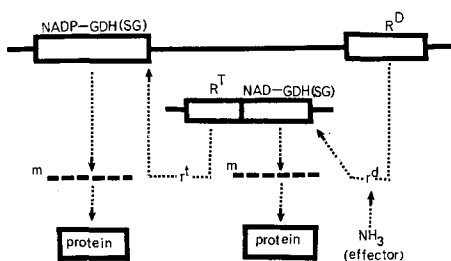 NADP-GDH(SG)
R^D
R^T
NAD-GDH(SG)
m
r^t
m
r^d
protein
protein
NH₃
(effector)